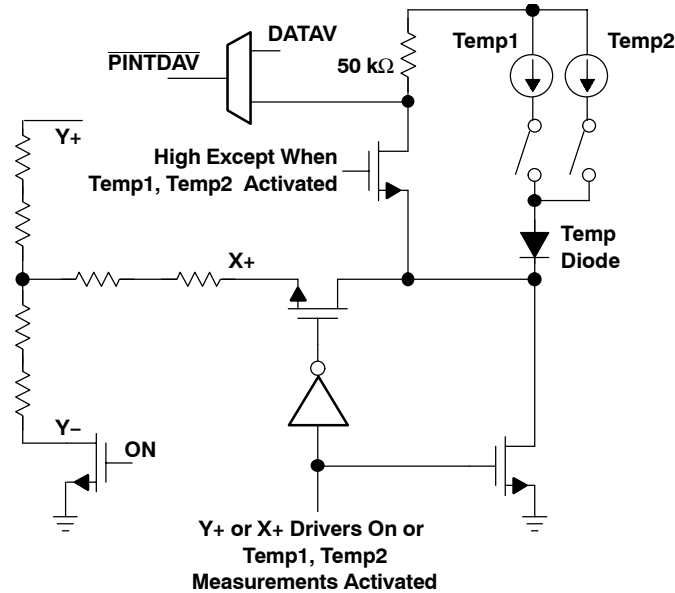 DATAV
PINTDAV
Temp1
Temp2
50 kΩ
Y+
High Except When
Temp1, Temp2 Activated
Temp
Diode
X+
Y−
ON
Y+ or X+ Drivers On or
Temp1, Temp2
Measurements Activated